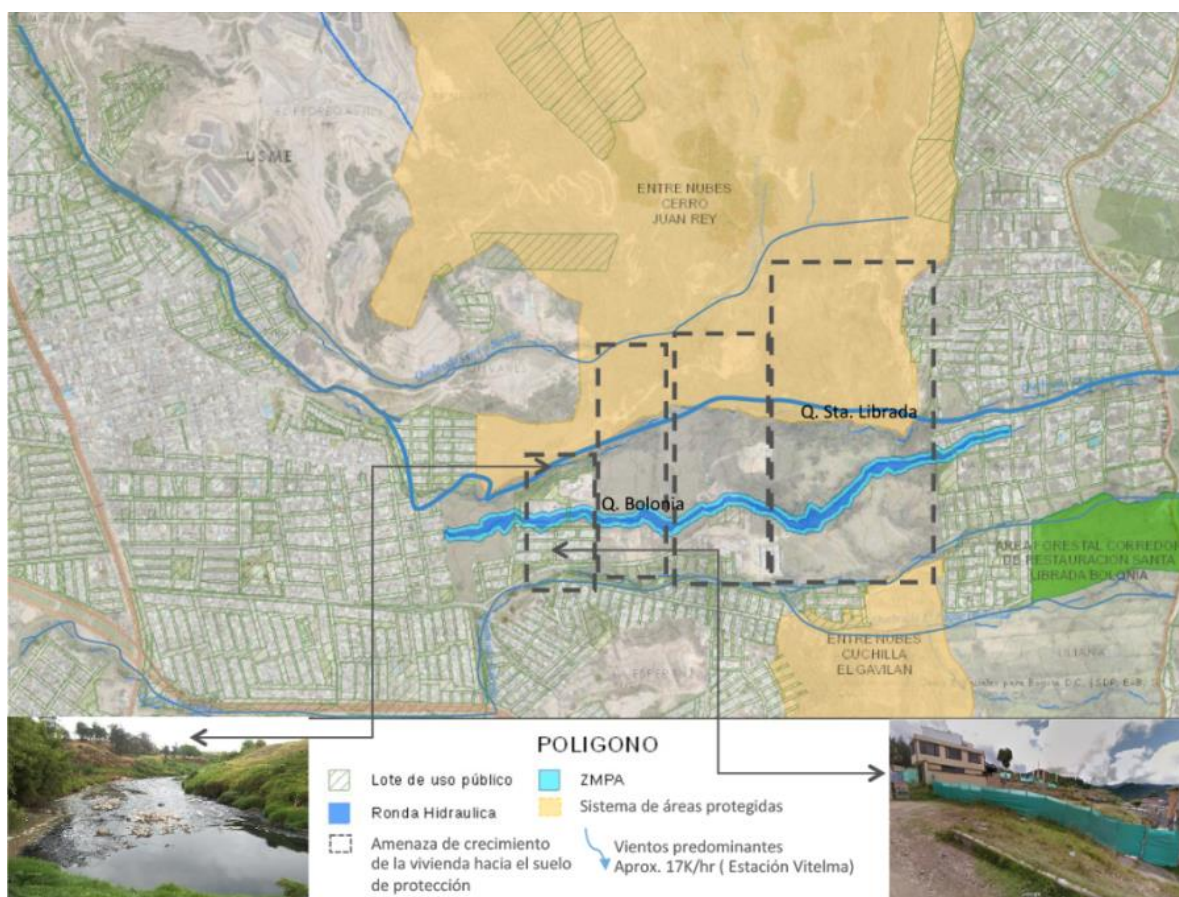 USME
ENTRE NUBES
CERRO
JUAN REY
Q. Sta. Librada
Q. Bolonia
AREA FORESTAL CORREDOR
DE RESTAURACIÓN SANTA
LIBRADA BOLONIA
ENTRE NUBES
CUCHILLA
EL GAVILAN
POLIGONO
Lote de uso público
Ronda Hidraulica
Amenaza de crecimiento
de la vivienda hacia el suelo
de protección
ZMPA
Sistema de áreas protegidas
Vientos predominantes
Aprox. 17K/hr ( Estación Vitelma)